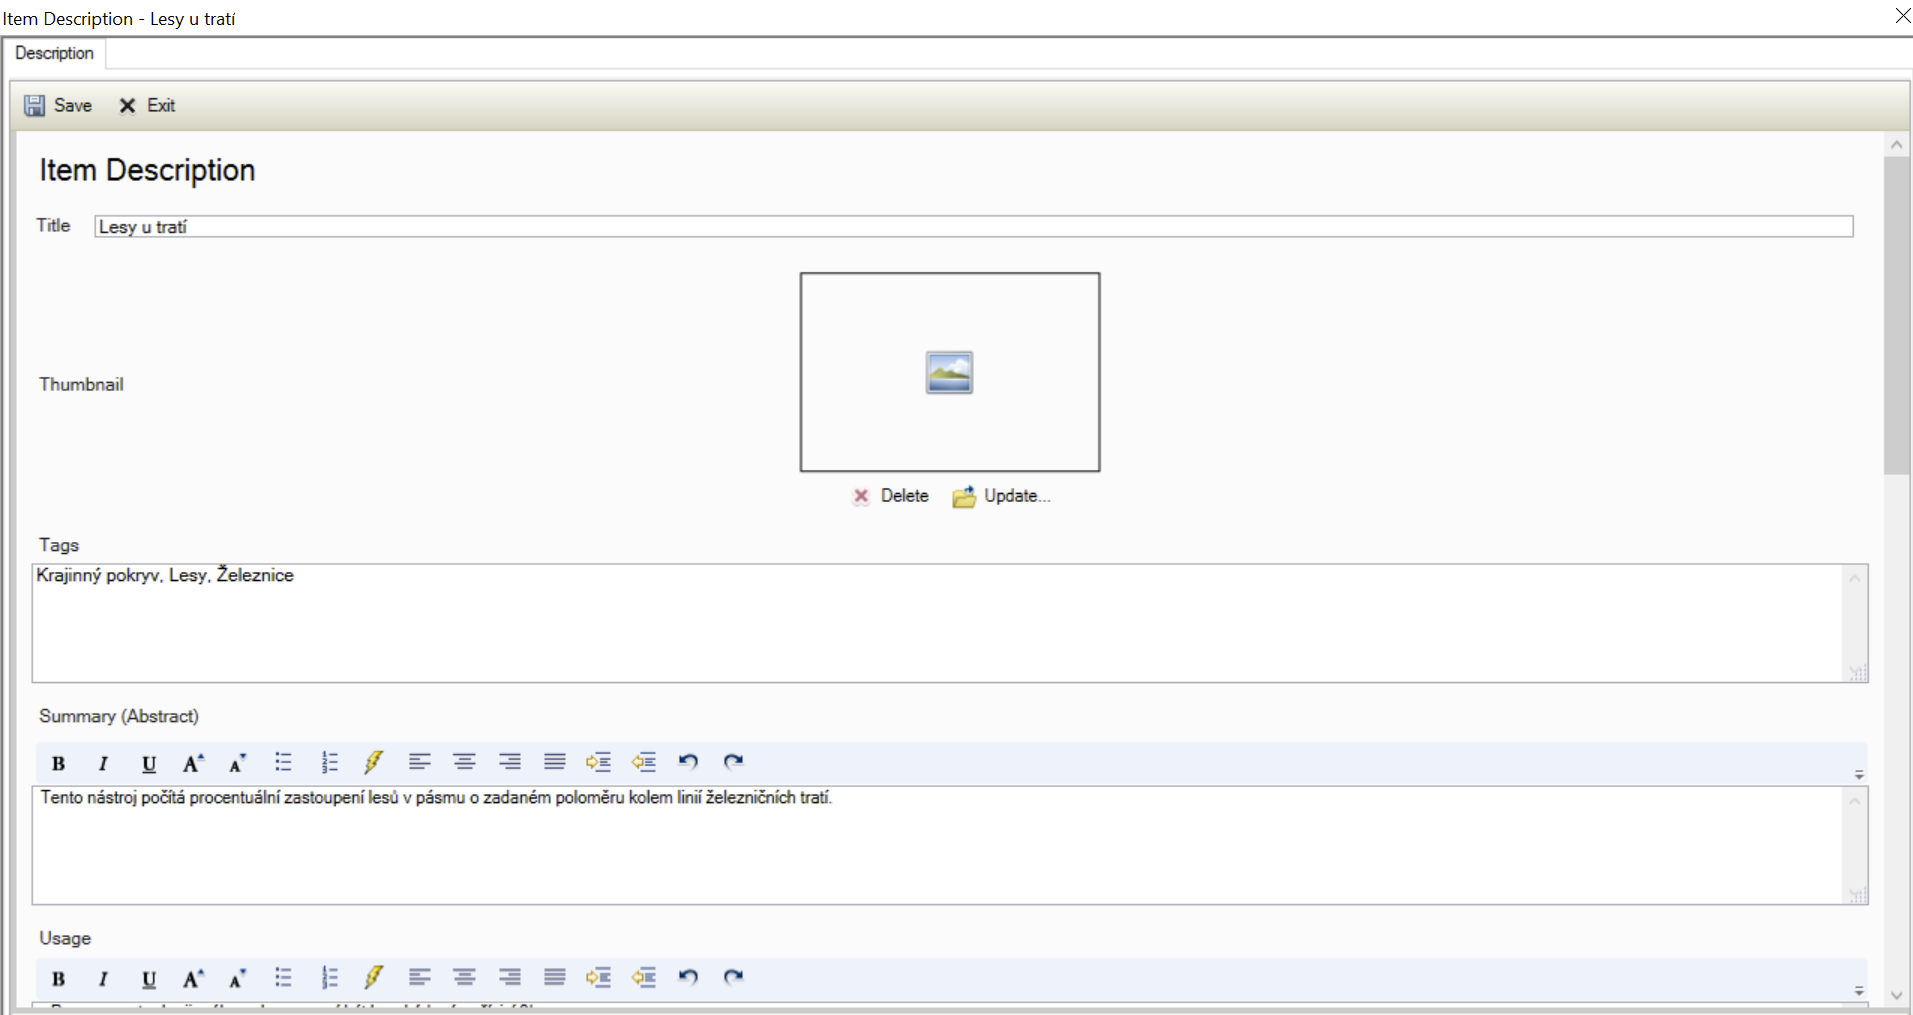 Item Description - Lesy u tratí
Description
Save Exit
Item Description
Title Lesy u tratí
Thumbnail
Delete Update...
Tags
Krajinný pokryv, Lesy, Železnice
Summary (Abstract)
B I U A A
Tento nástroj počítá procentuální zastoupení lesů v pásmu o zadaném poloměru kolem linií železničních tratí.
Usage
B I U A A